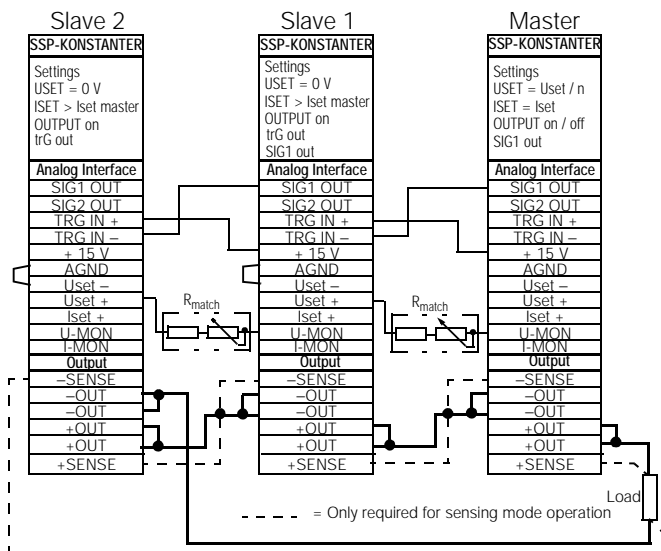 Slave 2
SSP-KONSTANTER
Settings
USET = 0 V
ISET > Iset master
OUTPUT on
trG out
Analog Interface
SIG1 OUT
SIG2 OUT
TRG IN +
TRG IN –
+ 15 V
AGND
Uset –
Uset +
Iset +
U-MON
I-MON
Output
–SENSE
–OUT
–OUT
+OUT
+OUT
+SENSE
Rmatch
Slave 1
SSP-KONSTANTER
Settings
USET = 0 V
ISET > Iset master
OUTPUT on
trG out
SIG1 out
Analog Interface
SIG1 OUT
SIG2 OUT
TRG IN +
TRG IN –
+ 15 V
AGND
Uset –
Uset +
Iset +
U-MON
I-MON
Output
–SENSE
–OUT
–OUT
+OUT
+OUT
+SENSE
Rmatch
Master
SSP-KONSTANTER
Settings
USET = Uset / n
ISET = Iset
OUTPUT on / off
SIG1 out
Analog Interface
SIG1 OUT
SIG2 OUT
TRG IN +
TRG IN –
+ 15 V
AGND
Uset –
Uset +
Iset +
U-MON
I-MON
Output
–SENSE
–OUT
–OUT
+OUT
+OUT
+SENSE
Load
= Only required for sensing mode operation